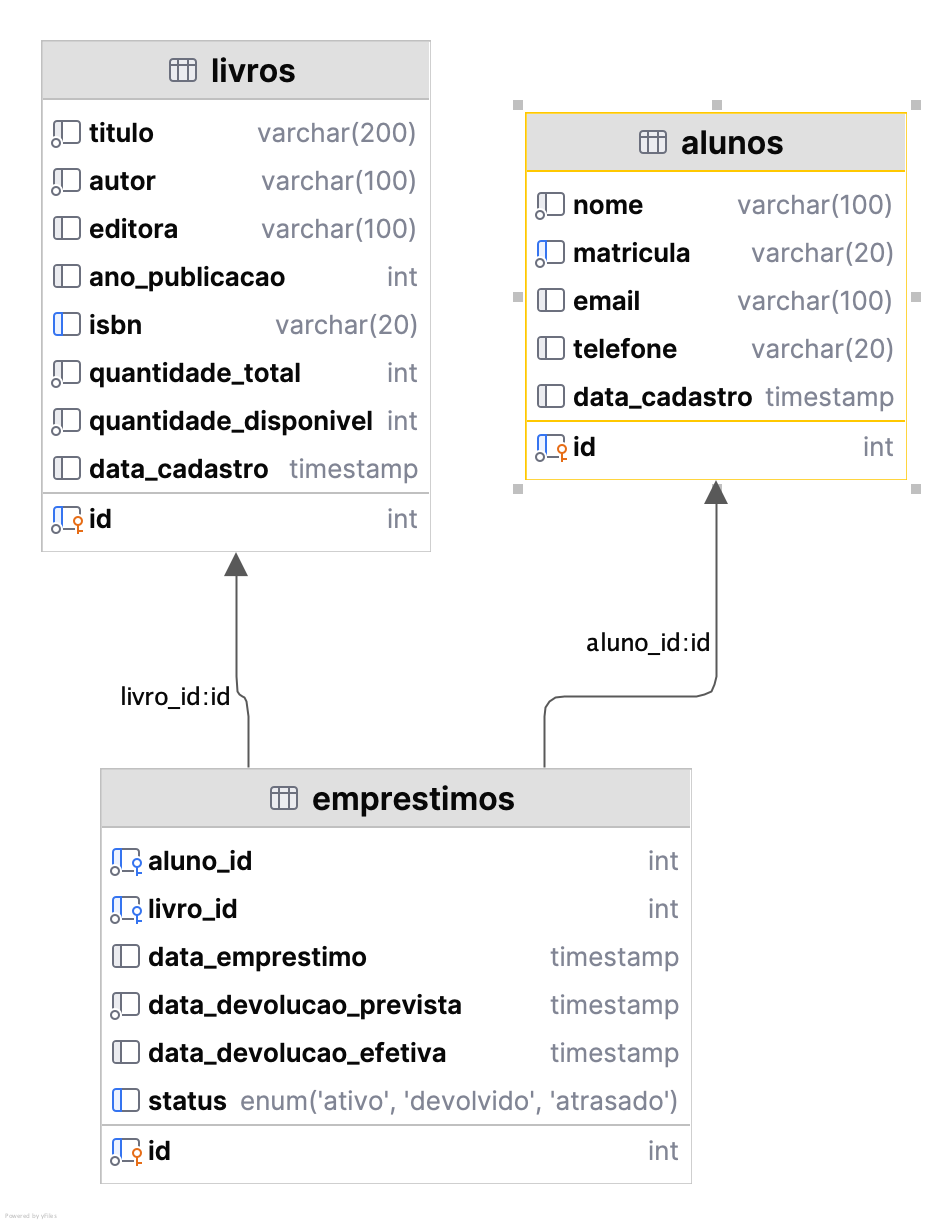 livros
titulo varchar(200)
autor varchar(100)
editora varchar(100)
ano_publicacao int
isbn varchar(20)
quantidade_total int
quantidade_disponivel int
data_cadastro timestamp
id int
alunos
nome varchar(100)
matricula varchar(20)
email varchar(100)
telefone varchar(20)
data_cadastro timestamp
id int
aluno_id:id
livro_id:id
emprestimos
aluno_id int
livro_id int
data_emprestimo timestamp
data_devolucao_prevista timestamp
data_devolucao_efetiva timestamp
status enum('ativo', 'devolvido', 'atrasado')
id int
Powered by yFiles